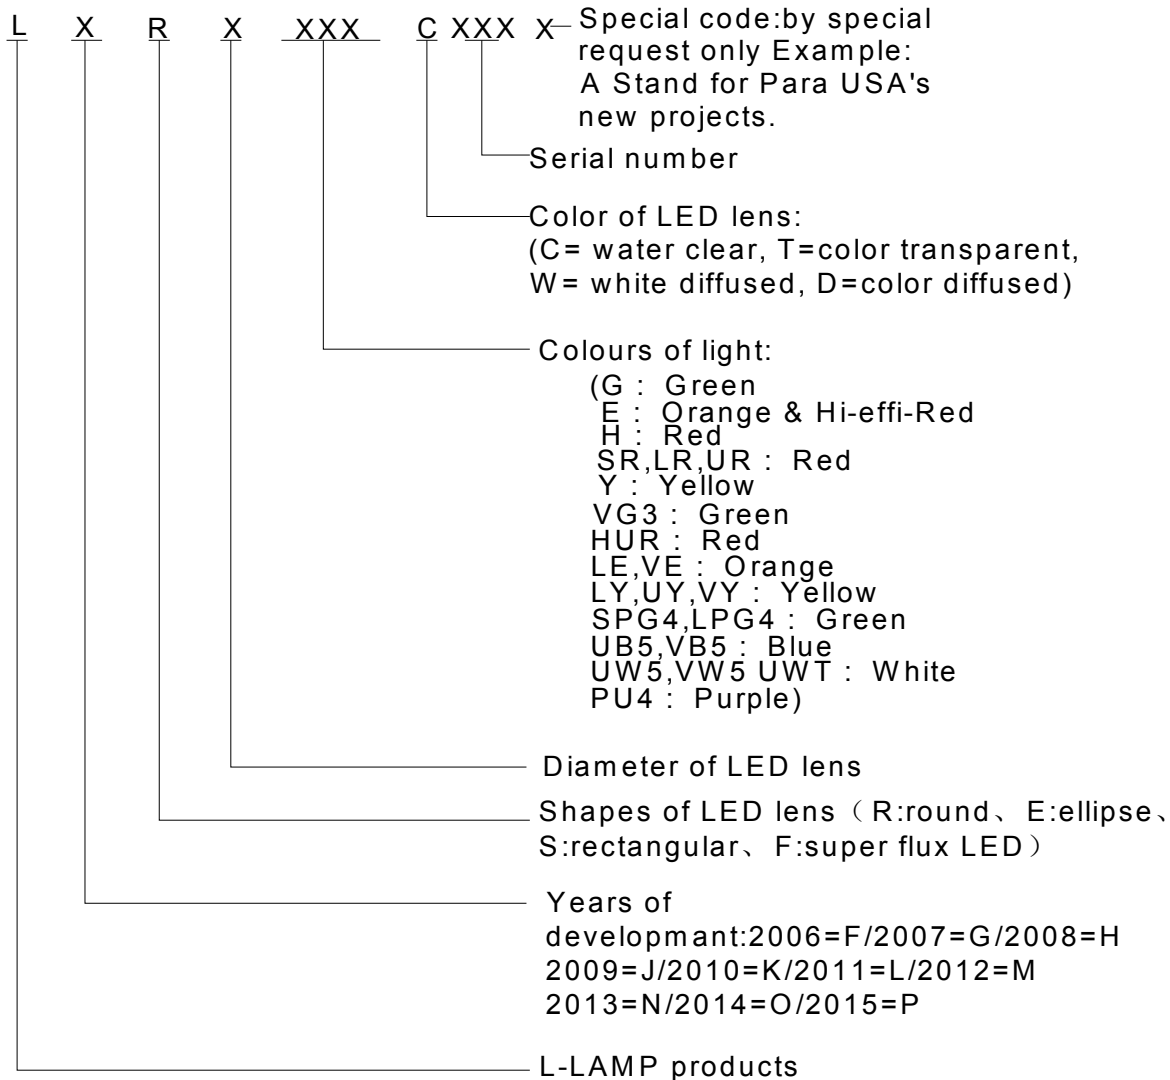 L X R X XXX C XXX X Special code:by special
request only Example:
A Stand for Para USA's
new projects.
Serial number
Color of LED lens:
(C= water clear, T=color transparent,
W= white diffused, D=color diffused)
Colours of light:
(G : Green
E : Orange & Hi-effi-Red
H : Red
SR,LR,UR : Red
Y : Yellow
VG3 : Green
HUR : Red
LE,VE : Orange
LY,UY,VY : Yellow
SPG4,LPG4 : Green
UB5,VB5 : Blue
UW5,VW5 UWT : White
PU4 : Purple)
Diameter of LED lens
Shapes of LED lens（R:round、E:ellipse、
S:rectangular、F:super flux LED）
Years of
developmant:2006=F/2007=G/2008=H
2009=J/2010=K/2011=L/2012=M
2013=N/2014=O/2015=P
L-LAMP products